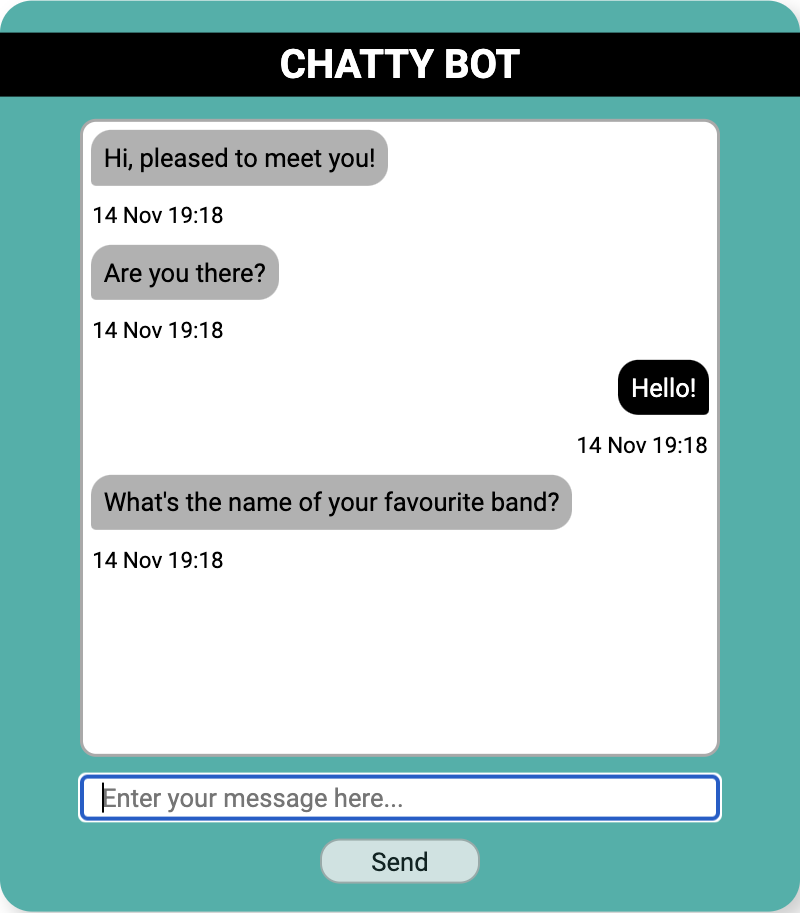 CHATTY BOT
Hi, pleased to meet you!
14 Nov 19:18
Are you there?
14 Nov 19:18
Hello!
14 Nov 19:18
What's the name of your favourite band?
14 Nov 19:18
Enter your message here...
Send